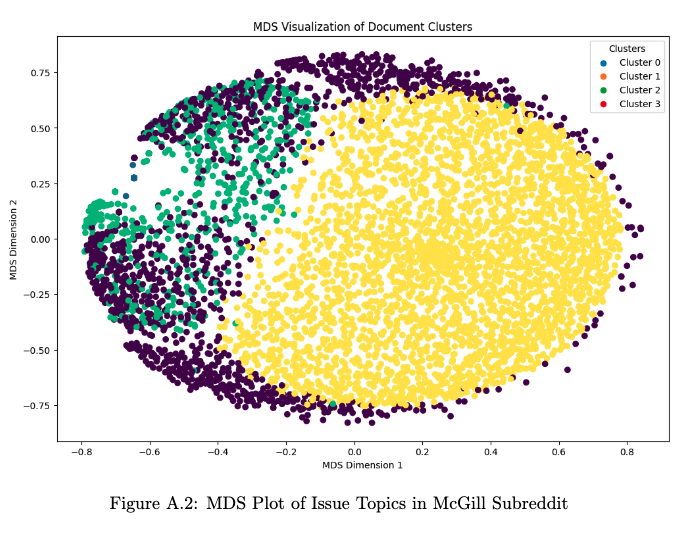 MDS Visualization of Document Clusters
Clusters
Cluster 0
Cluster 1
Cluster 2
Cluster 3
MDS Dimension 2
0.75
0.50
0.25
0.00
−0.25
−0.50
−0.75
−0.8 −0.6 −0.4 −0.2 0.0 0.2 0.4 0.6 0.8
MDS Dimension 1
Figure A.2: MDS Plot of Issue Topics in McGill Subreddit